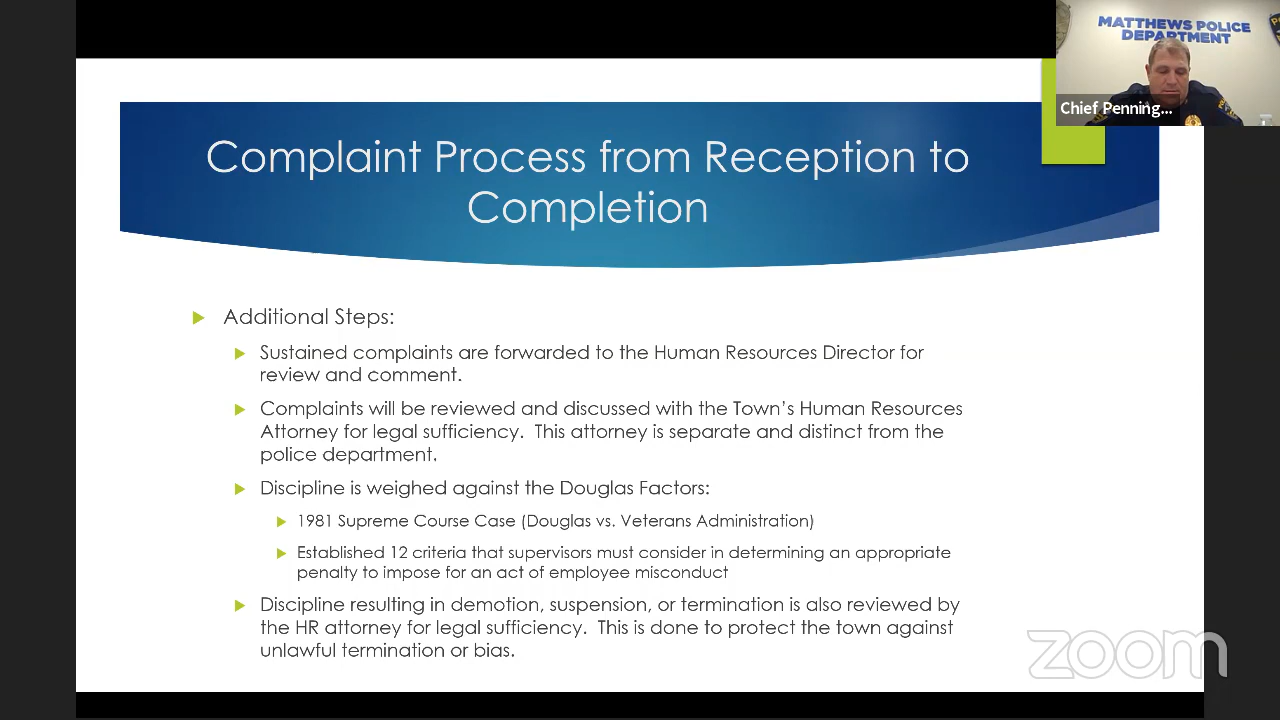 MATTHEWS POLICE
DEPARTMENT
Chief Penning...
Complaint Process from Reception to
Completion
Additional Steps:
Sustained complaints are forwarded to the Human Resources Director for
review and comment.
Complaints will be reviewed and discussed with the Town's Human Resources
Attorney for legal sufficiency. This attorney is separate and distinct from the
police department.
Discipline is weighed against the Douglas Factors:
1981 Supreme Course Case (Douglas vs. Veterans Administration)
Established 12 criteria that supervisors must consider in determining an appropriate
penalty to impose for an act of employee misconduct
Discipline resulting in demotion, suspension, or termination is also reviewed by
the HR attorney for legal sufficiency. This is done to protect the town against
unlawful termination or bias.
zoom